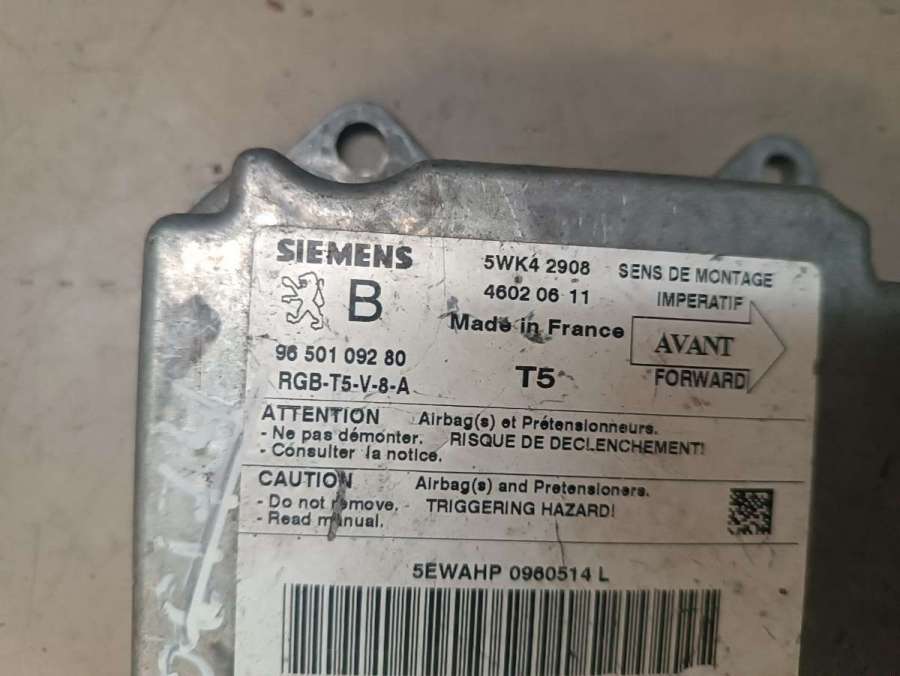 SIEMENS
5WK4 2908
B
4602 06 11
Made in France
96 501 092 80
RGB-T5-V-8-A
T5
SENS DE MONTAGE
IMPERATIF
AVANT
FORWARD
ATTENTION Airbag(s) et Prétensionneurs.
- Ne pas démonter. RISQUE DE DECLENCHEMENT!
- Consulter la notice.
CAUTION Airbag(s) and Pretensioners.
- Do not remove. TRIGGERING HAZARD!
- Read manual.
5EWAHP 0960514 L